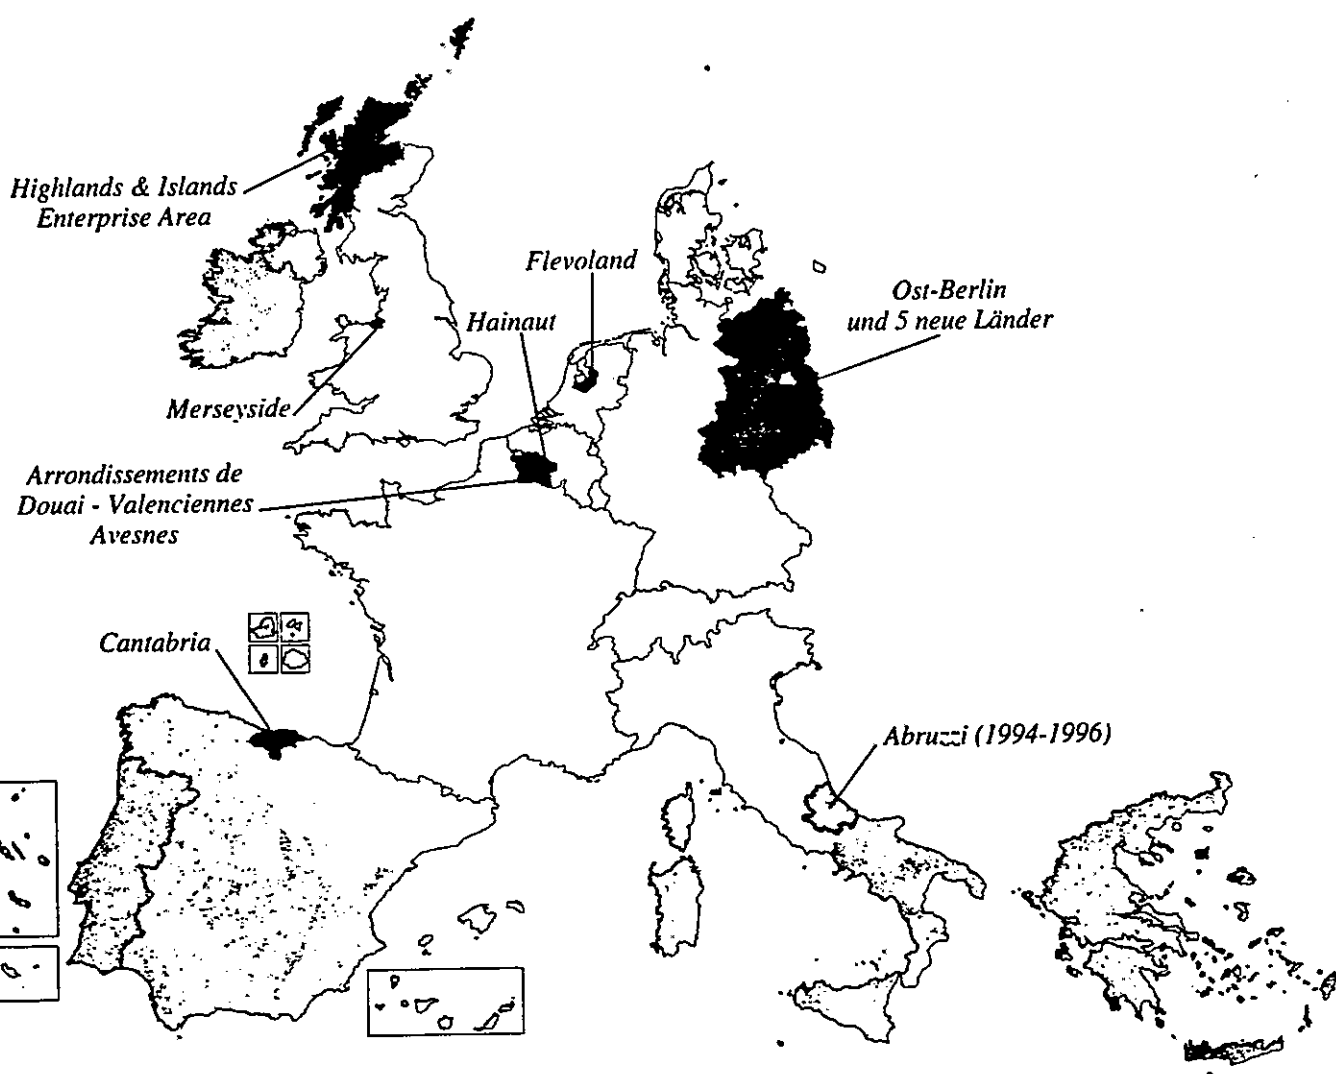 Highlands & Islands
Enterprise Area
Flevoland
Ost-Berlin
und 5 neue Länder
Hainaut
Merseyside
Arrondissements de
Douai - Valenciennes
Avesnes
Cantabria
Abruzzi (1994-1996)